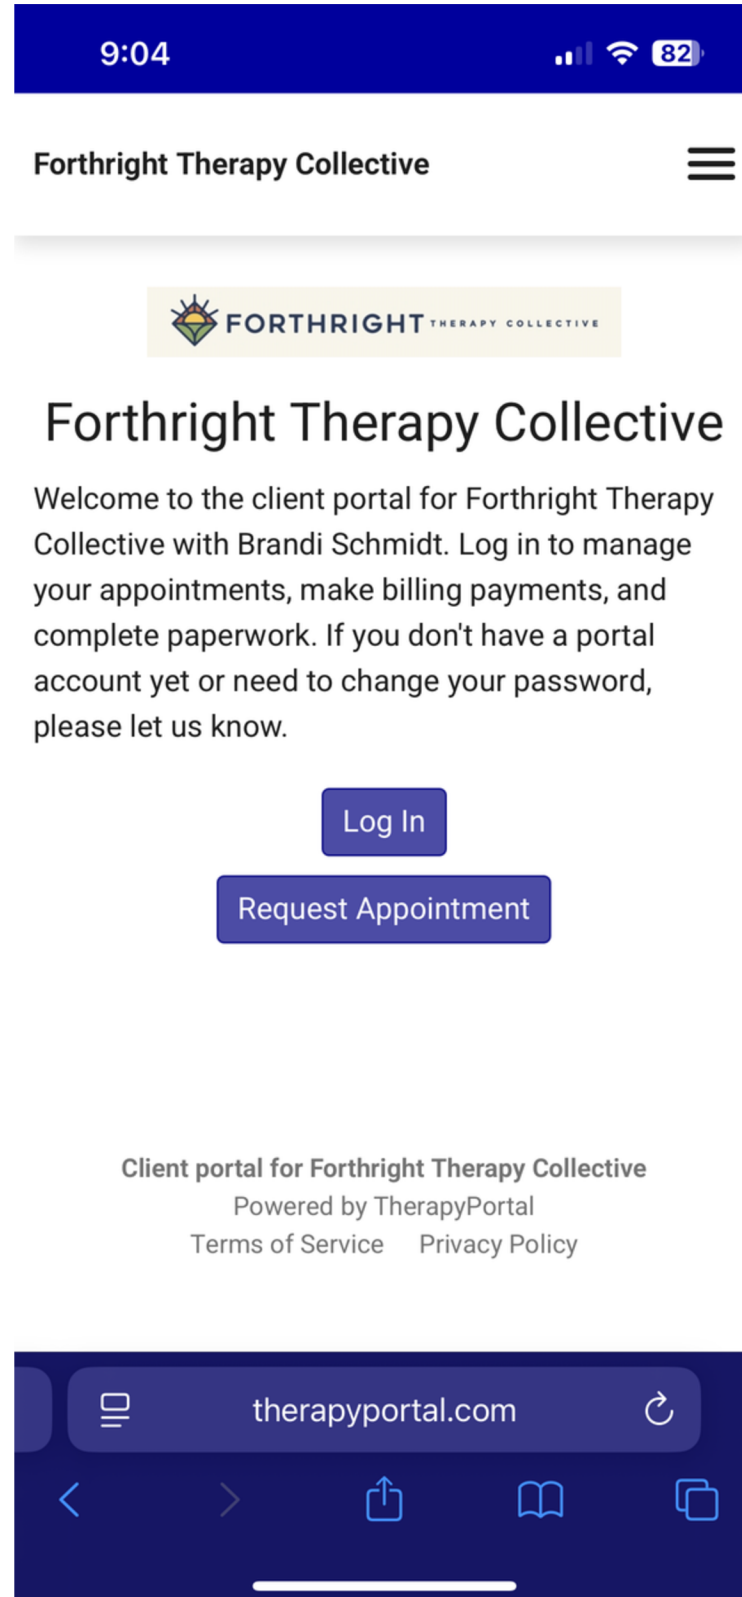 9:04
82
Forthright Therapy Collective
FORTHRIGHT THERAPY COLLECTIVE
Forthright Therapy Collective
Welcome to the client portal for Forthright Therapy
Collective with Brandi Schmidt. Log in to manage
your appointments, make billing payments, and
complete paperwork. If you don't have a portal
account yet or need to change your password,
please let us know.
Log In
Request Appointment
Client portal for Forthright Therapy Collective
Powered by TherapyPortal
Terms of Service Privacy Policy
therapyportal.com